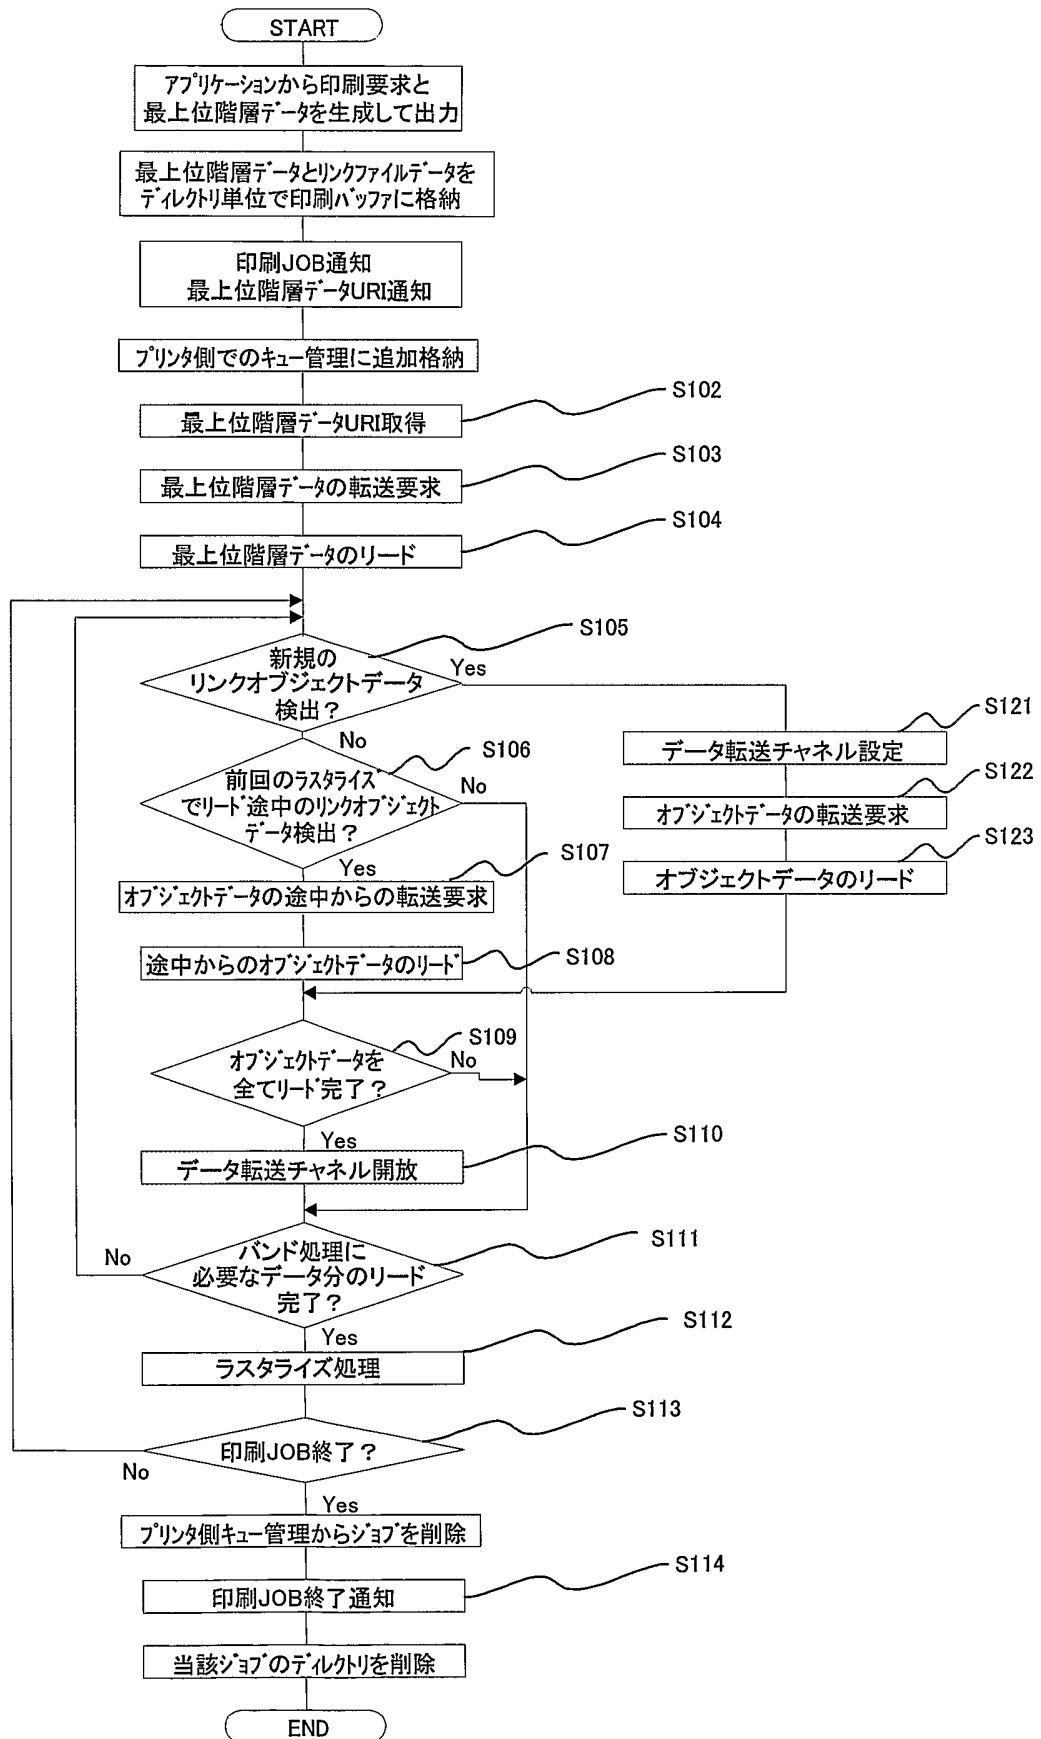 START
アプリケーションから印刷要求と
最上位階層データを生成して出力
最上位階層データとリンクファイルデータを
ディレクトリ単位で印刷バッファに格納
印刷JOB通知
最上位階層データURI通知
プリンタ側でのキュー管理に追加格納
S102
最上位階層データURI取得
S103
最上位階層データの転送要求
S104
最上位階層データのリード
S105
新規の
リンクオブジェクトデータ
検出？
Yes
No
S121
データ転送チャネル設定
S122
オブジェクトデータの転送要求
S123
オブジェクトデータのリード
S106
前回のラスタライズ
でリード途中のリンクオブジェクト
データ検出？
No
Yes
S107
オブジェクトデータの途中からの転送要求
S108
途中からのオブジェクトデータのリード
S109
オブジェクトデータを
全てリード完了？
No
Yes
S110
データ転送チャネル開放
S111
バンド処理に
必要なデータ分のリード
完了？
No
Yes
S112
ラスタライズ処理
S113
印刷JOB終了？
No
Yes
プリンタ側キュー管理からジョブを削除
S114
印刷JOB終了通知
当該ジョブのディレクトリを削除
END